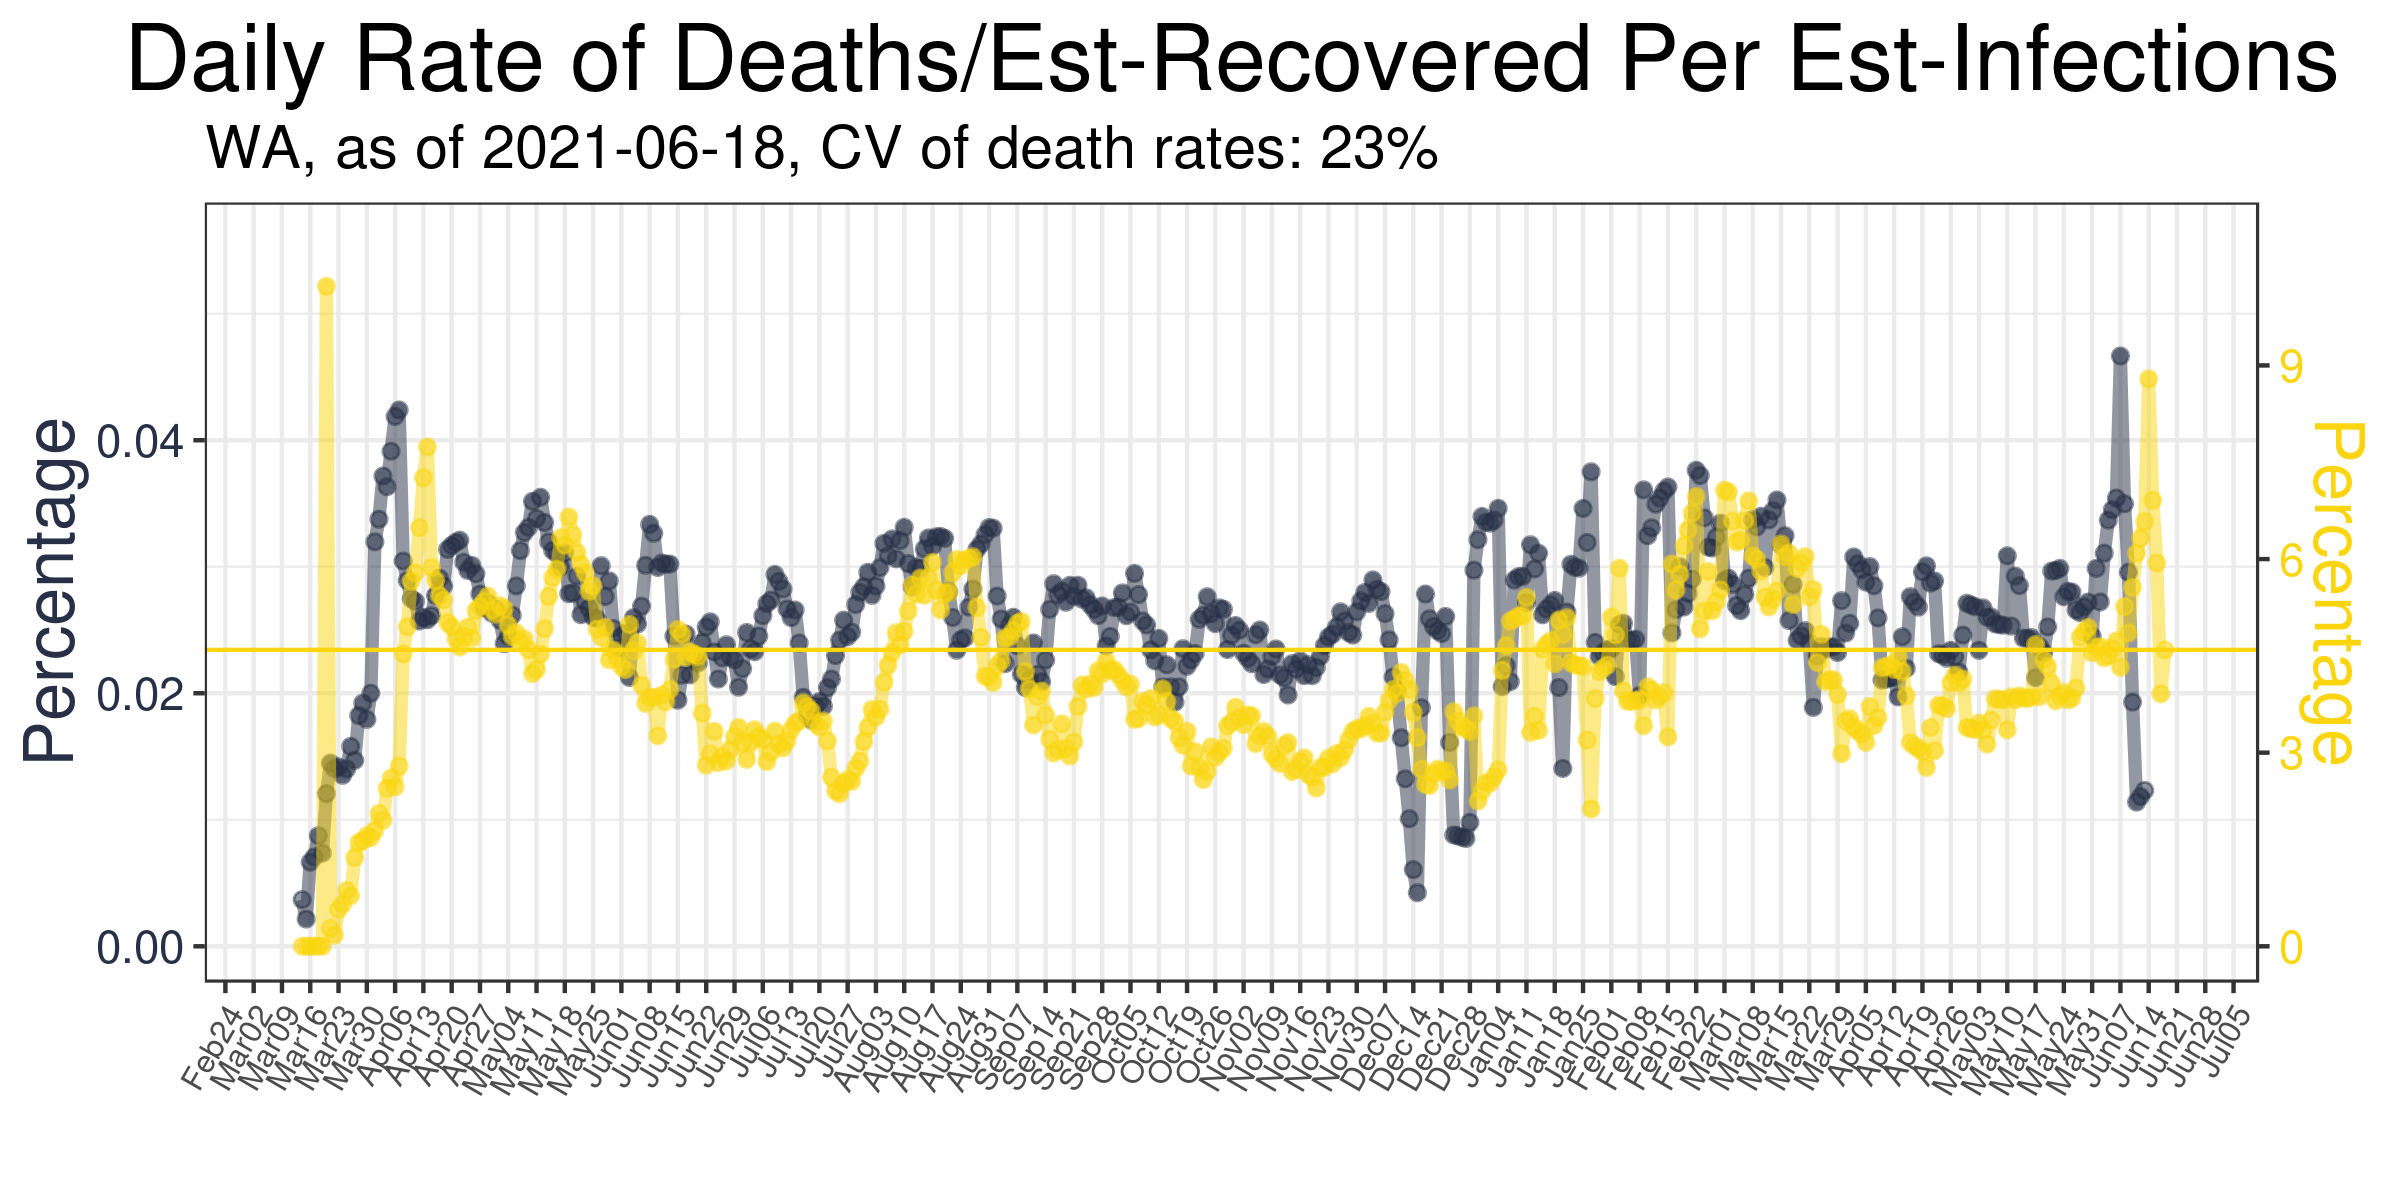 Daily Rate of Deaths/Est-Recovered Per Est-Infections
WA, as of 2021-06-18, CV of death rates: 23%
Percentage
0.04
0.02
0.00
9
6
3
0
Percentage
Feb24
Mar02
Mar09
Mar16
Mar23
Mar30
Apr06
Apr13
Apr20
Apr27
May04
May11
May18
May25
Jun01
Jun08
Jun15
Jun22
Jun29
Jul06
Jul13
Jul20
Jul27
Aug03
Aug10
Aug17
Aug24
Aug31
Sep07
Sep14
Sep21
Sep28
Oct05
Oct12
Oct19
Oct26
Nov02
Nov09
Nov16
Nov23
Nov30
Dec07
Dec14
Dec21
Dec28
Jan04
Jan11
Jan18
Jan25
Feb01
Feb08
Feb15
Feb22
Mar01
Mar08
Mar15
Mar22
Mar29
Apr05
Apr12
Apr19
Apr26
May03
May10
May17
May24
May31
Jun07
Jun14
Jun21
Jun28
Jul05